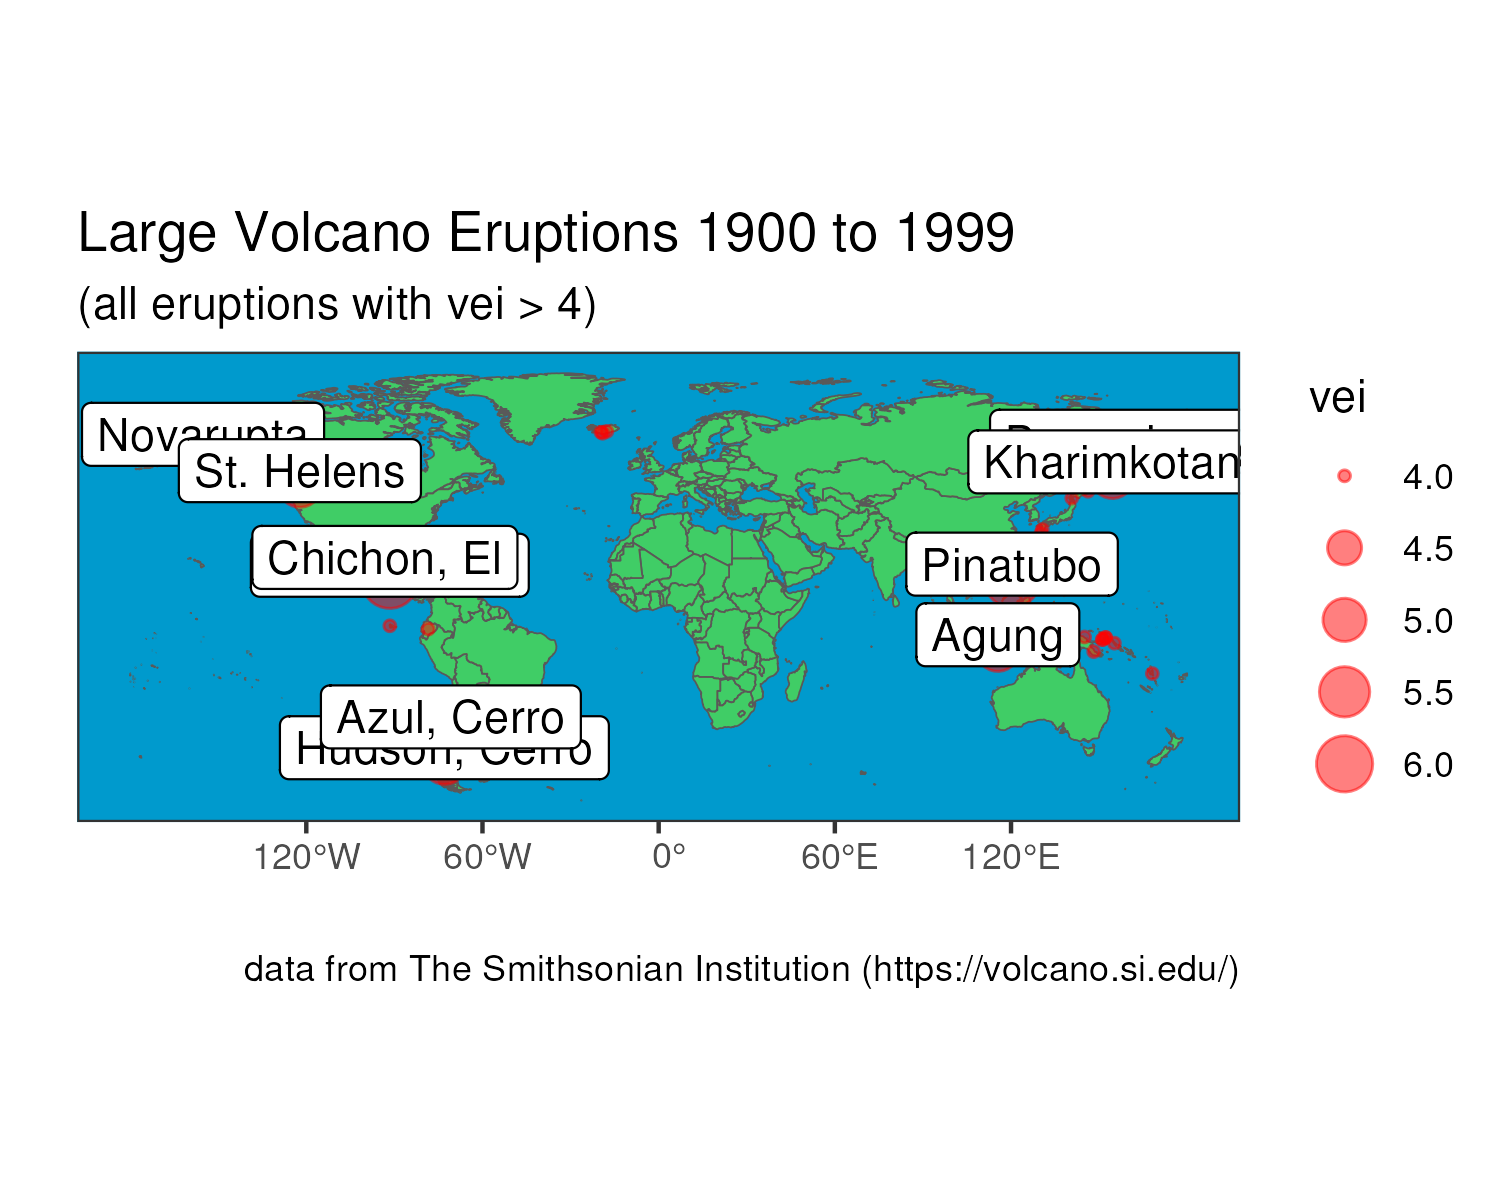 Large Volcano Eruptions 1900 to 1999
(all eruptions with vei > 4)
Novarupta
St. Helens
Kharimkotan
Chichon, El
Pinatubo
Agung
Azul, Cerro
Hudson, Cerro
120°W 60°W 0° 60°E 120°E
vei
4.0
4.5
5.0
5.5
6.0
data from The Smithsonian Institution (https://volcano.si.edu/)